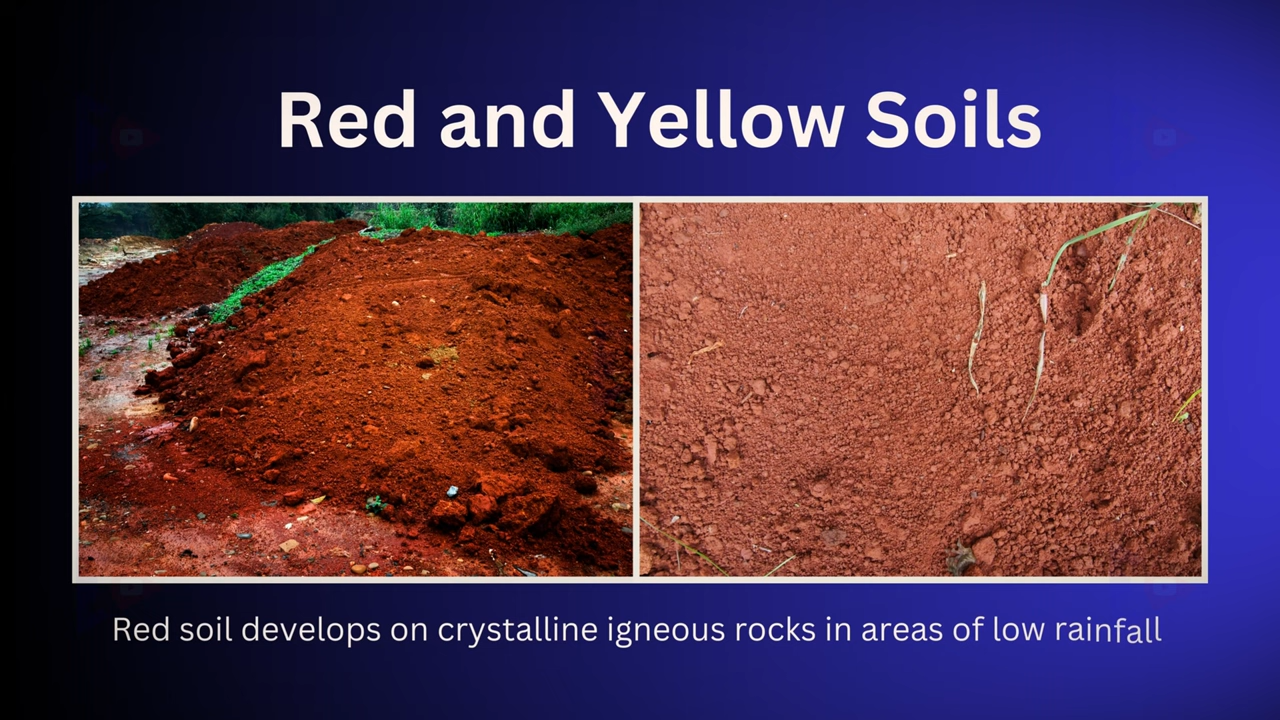 Red and Yellow Soils
Red soil develops on crystalline igneous rocks in areas of low rainfall